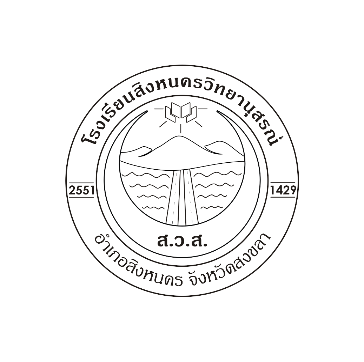 โรงเรียนสิงหนครวิทยานุสรณ์
2551
1429
ส.ว.ส.
อำเภอสิงหนคร จังหวัดสงขลา